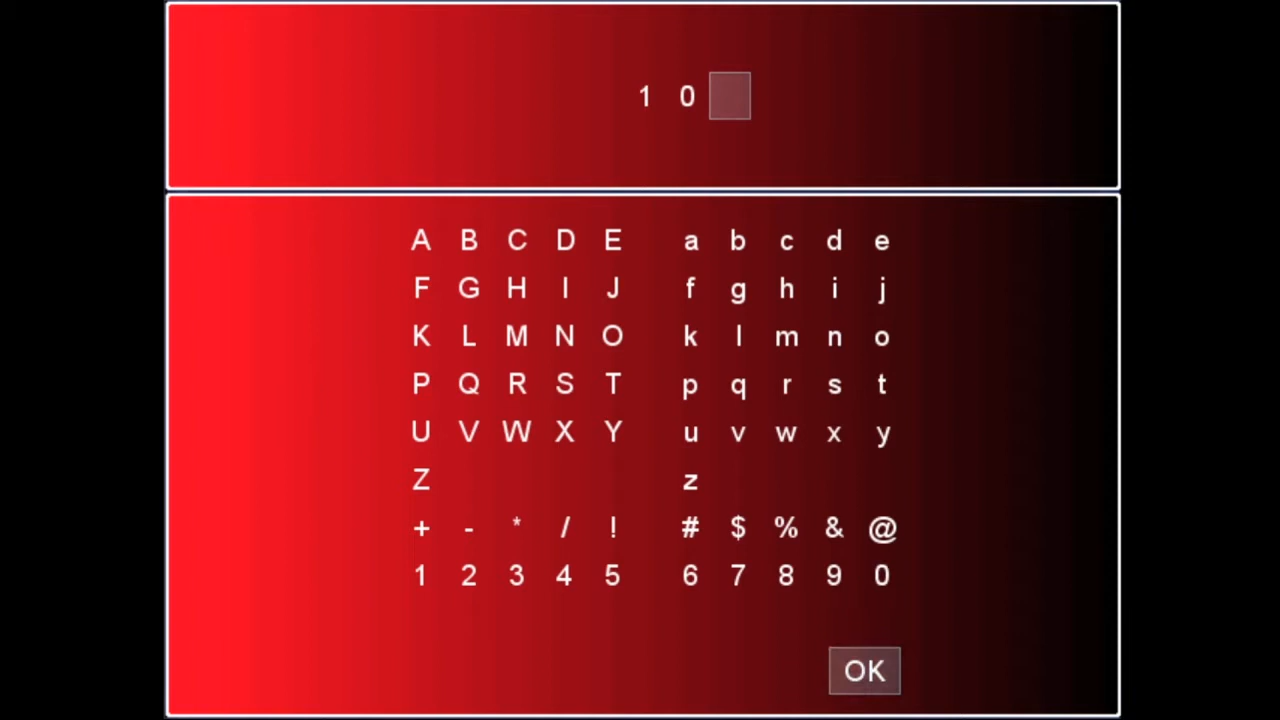 1 0
A B C D E a b c d e
F G H I J f g h i j
K L M N O k l m n o
P Q R S T p q r s t
U V W X Y u v w x y
Z z
+ - * / ! # $ % & @
1 2 3 4 5 6 7 8 9 0
OK